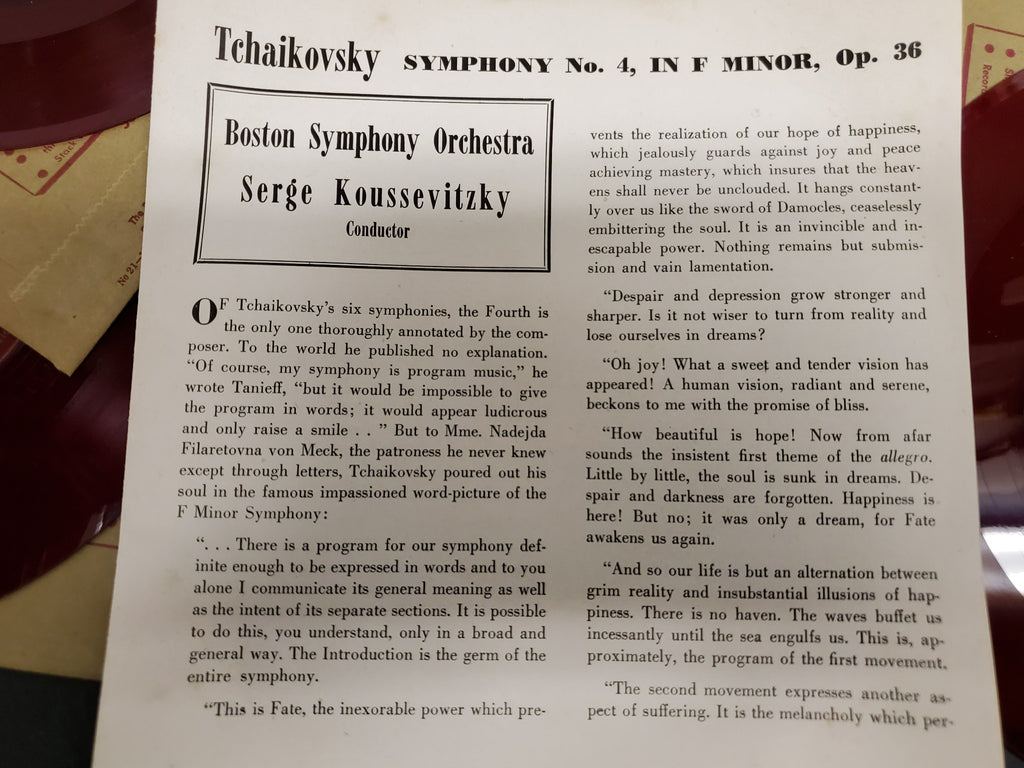 Tchaikovsky SYMPHONY No. 4, IN F MINOR, Op. 36
Boston Symphony Orchestra
Serge Koussevitzky
Conductor
OF Tchaikovsky's six symphonies, the Fourth is
the only one thoroughly annotated by the com-
poser. To the world he published no explanation.
"Of course, my symphony is program music," he
wrote Tanieff, "but it would be impossible to give
the program in words; it would appear ludicrous
and only raise a smile . . " But to Mme. Nadejda
Filaretovna von Meck, the patroness he never knew
except through letters, Tchaikovsky poured out his
soul in the famous impassioned word-picture of the
F Minor Symphony:
". . . There is a program for our symphony def-
inite enough to be expressed in words and to you
alone I communicate its general meaning as well
as the intent of its separate sections. It is possible
to do this, you understand, only in a broad and
general way. The Introduction is the germ of the
entire symphony.
"This is Fate, the inexorable power which pre-
vents the realization of our hope of happiness,
which jealously guards against joy and peace
achieving mastery, which insures that the heav-
ens shall never be unclouded. It hangs constant-
ly over us like the sword of Damocles, ceaselessly
embittering the soul. It is an invincible and in-
escapable power. Nothing remains but submis-
sion and vain lamentation.
"Despair and depression grow stronger and
sharper. Is it not wiser to turn from reality and
lose ourselves in dreams?
"Oh joy! What a sweet and tender vision has
appeared! A human vision, radiant and serene,
beckons to me with the promise of bliss.
"How beautiful is hope! Now from afar
sounds the insistent first theme of the allegro.
Little by little, the soul is sunk in dreams. De-
spair and darkness are forgotten. Happiness is
here! But no; it was only a dream, for Fate
awakens us again.
"And so our life is but an alternation between
grim reality and insubstantial illusions of hap-
piness. There is no haven. The waves buffet us
incessantly until the sea engulfs us. This is, ap-
proximately, the program of the first movement.
"The second movement expresses another as-
pect of suffering. It is the melancholy which per-
Stock
The
No 21-
Recor